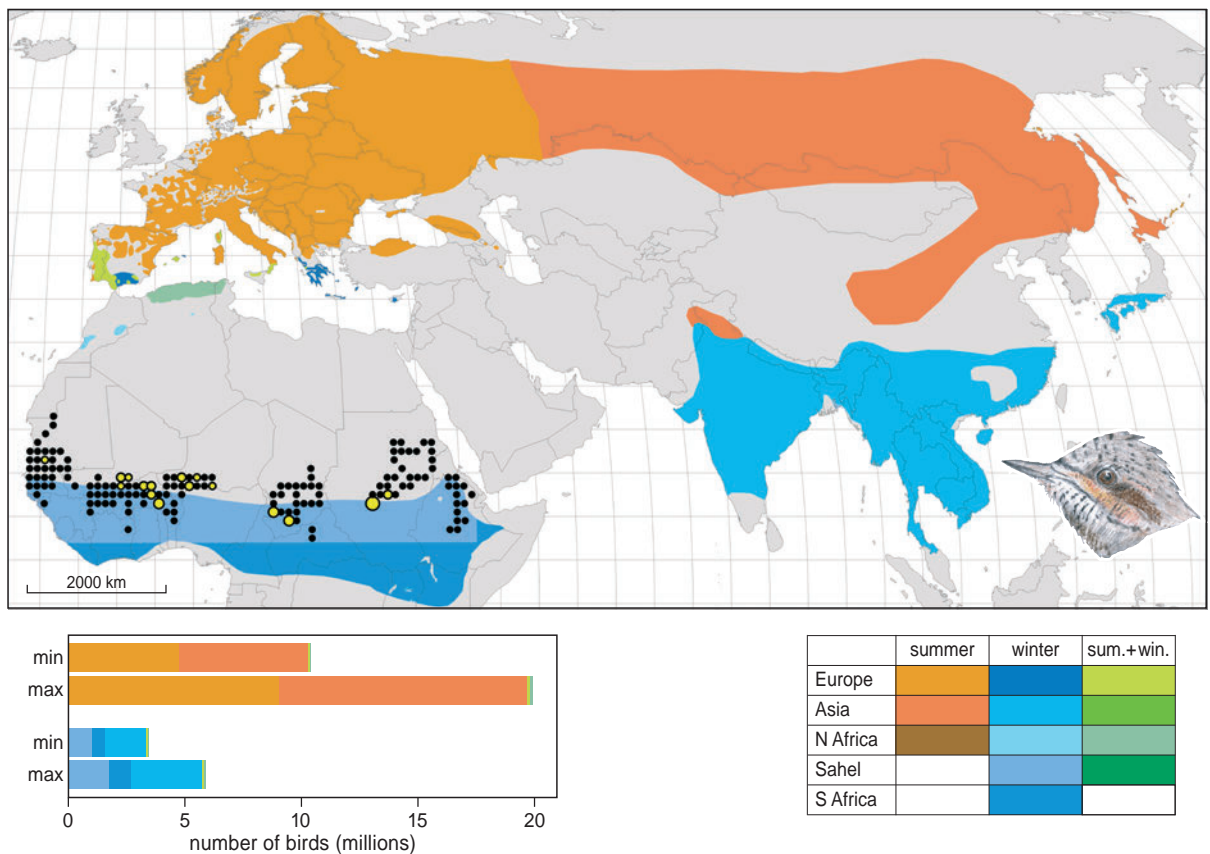 2000 km
min
max
min
max
0 5 10 15 20
number of birds (millions)
summer winter sum.+win.
Europe
Asia
N Africa
Sahel
S Africa